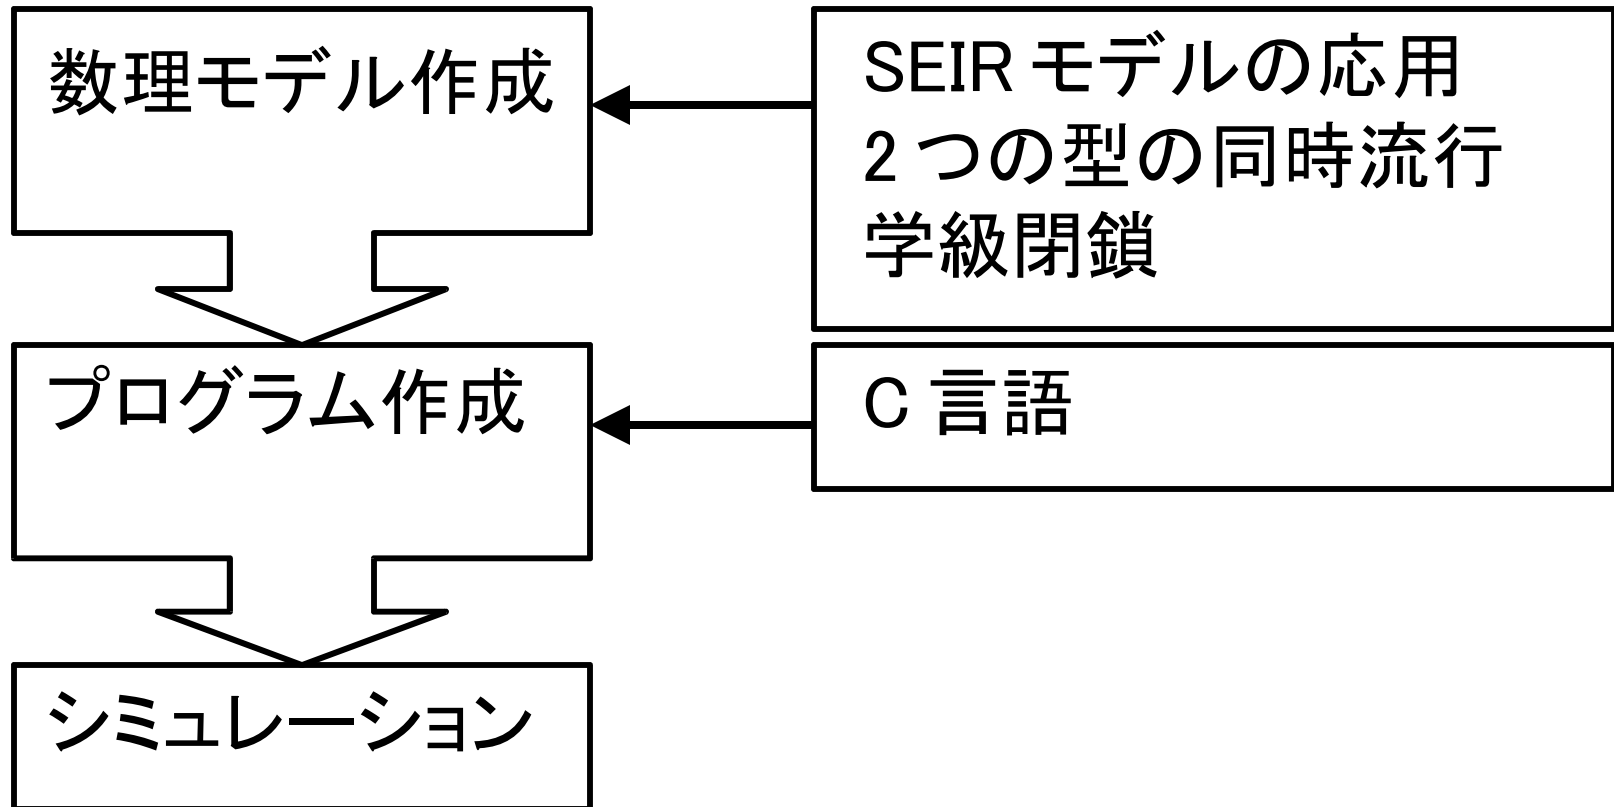 数理モデル作成
SEIR モデルの応用
2 つの型の同時流行
学級閉鎖
プログラム作成
C 言語
シミュレーション